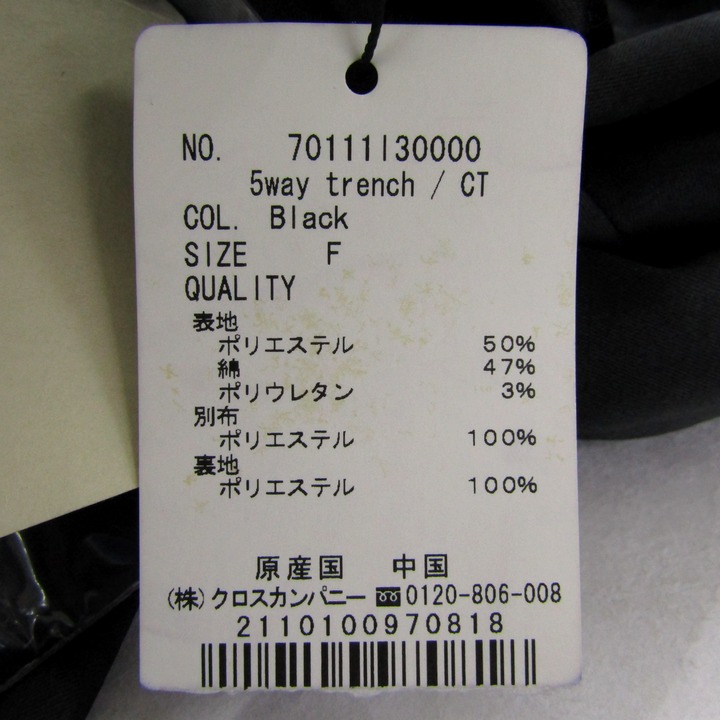 NO. 70111I30000
5way trench / CT
COL. Black
SIZE F
QUALITY
表地
ポリエステル 50%
綿 47%
ポリウレタン 3%
別布
ポリエステル 100%
裏地
ポリエステル 100%
原産国 中国
(株)クロスカンパニー 0120-806-008
2110100970818